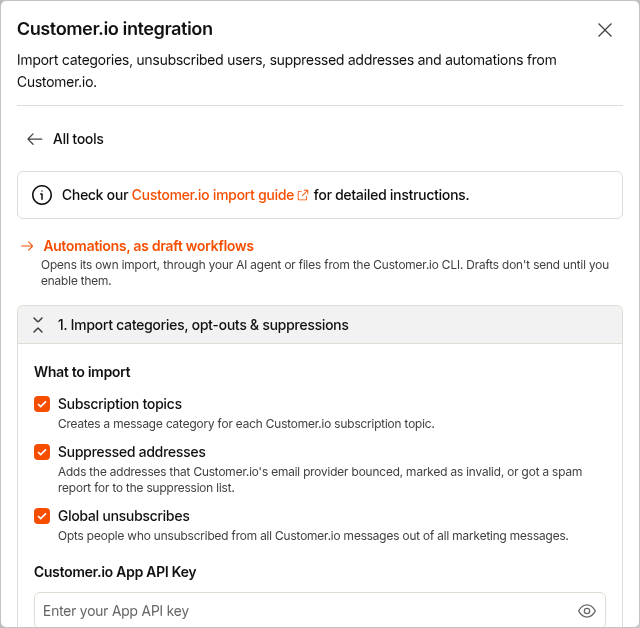 Customer.io integration
Import categories, unsubscribed users, suppressed addresses and automations from
Customer.io.
All tools
Check our Customer.io import guide for detailed instructions.
Automations, as draft workflows
Opens its own import, through your AI agent or files from the Customer.io CLI. Drafts don't send until you
enable them.
1. Import categories, opt-outs & suppressions
What to import
Subscription topics
Creates a message category for each Customer.io subscription topic.
Suppressed addresses
Adds the addresses that Customer.io's email provider bounced, marked as invalid, or got a spam
report for to the suppression list.
Global unsubscribes
Opts people who unsubscribed from all Customer.io messages out of all marketing messages.
Customer.io App API Key
Enter your App API key